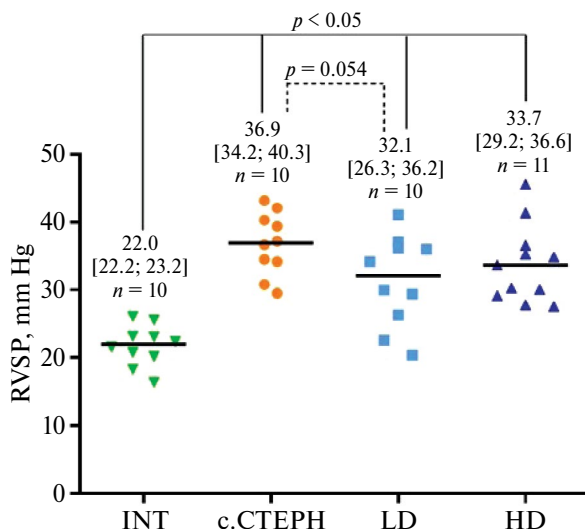 p < 0.05
p = 0.054
36.9
[34.2; 40.3]
n = 10
32.1
[26.3; 36.2]
n = 10
33.7
[29.2; 36.6]
n = 11
22.0
[22.2; 23.2]
n = 10
RVSP, mm Hg
50
40
30
20
10
0
INT c.CTEPH LD HD